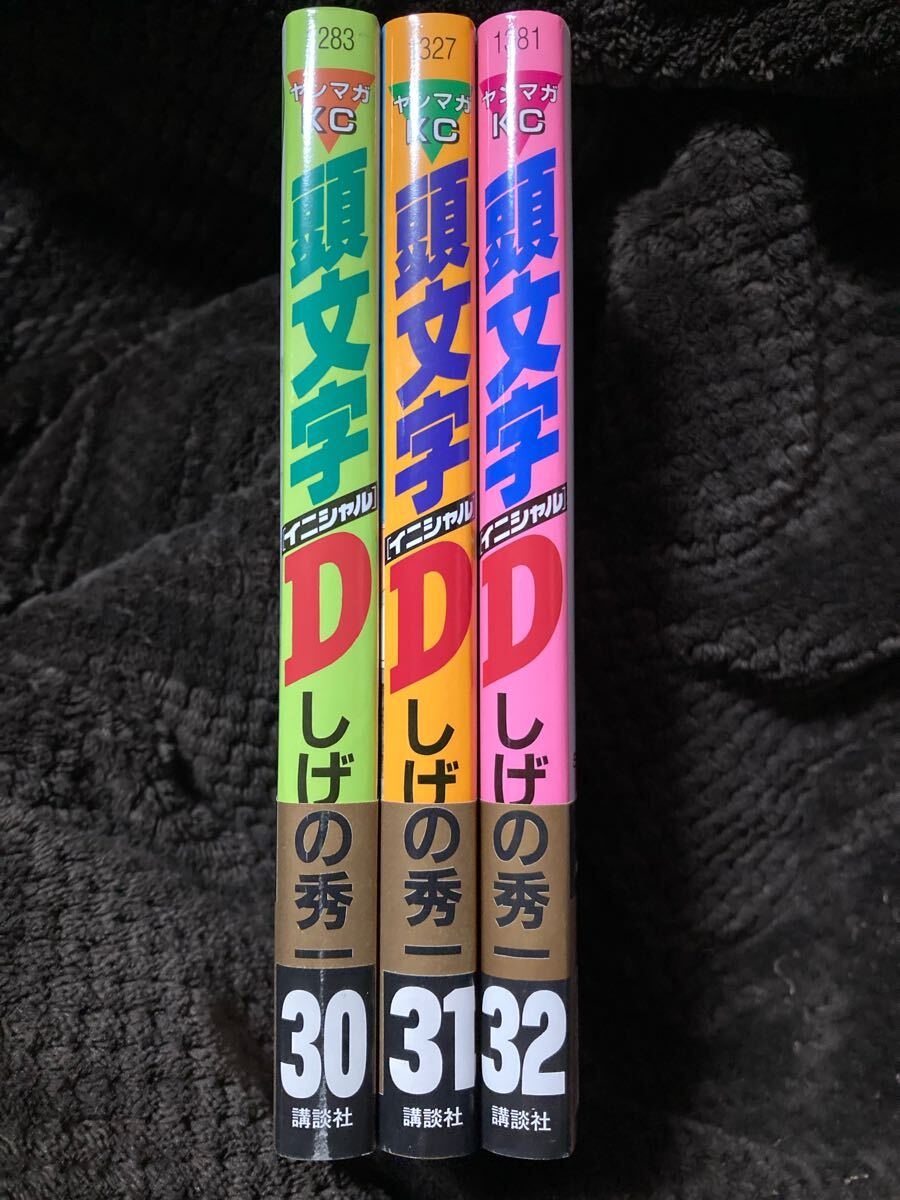 283
ヤンマガ
KC
頭文字
[イニシャル]
D
しげの秀一
30
講談社
327
ヤンマガ
KC
頭文字
[イニシャル]
D
しげの秀一
31
講談社
1381
ヤンマガ
KC
頭文字
[イニシャル]
D
しげの秀一
32
講談社